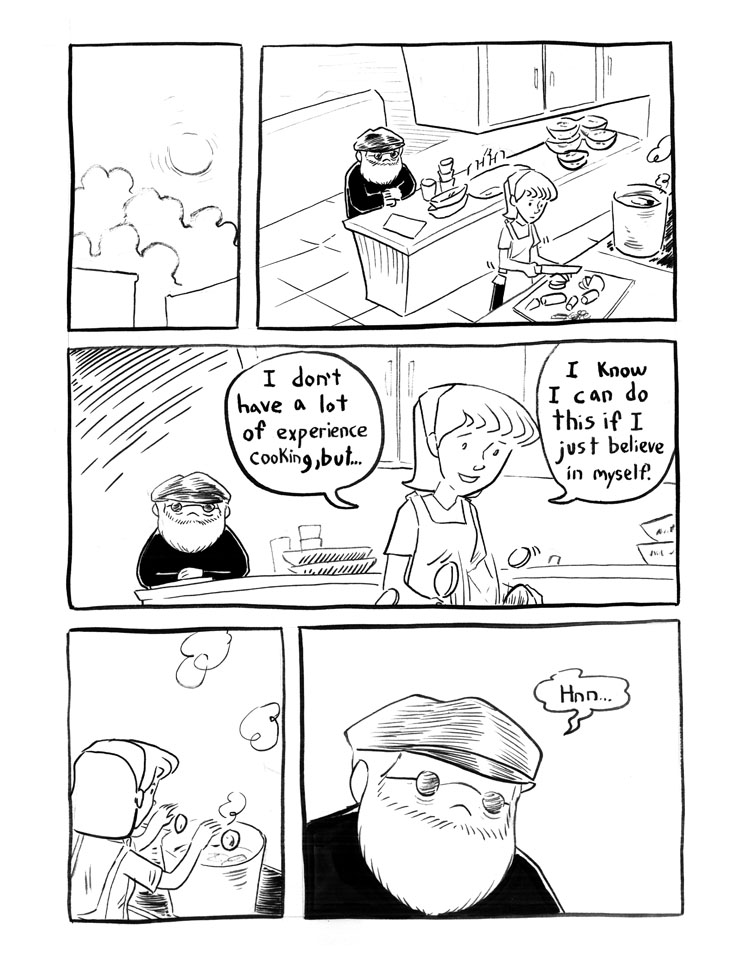 I don't
have a lot
of experience
cooking, but...
I know
I can do
this if I
just believe
in myself.
Hnn...